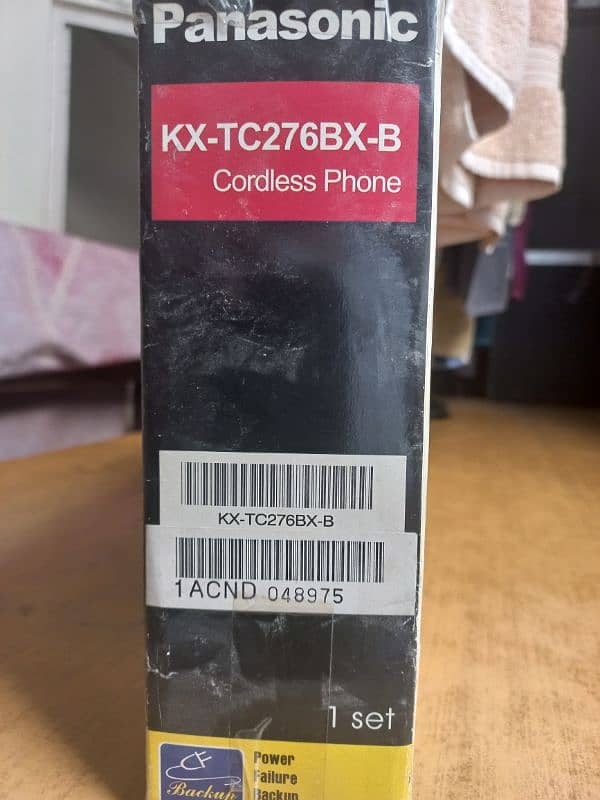 Panasonic
KX-TC276BX-B
Cordless Phone
KX-TC276BX-B
1ACND 048975
1 set
Backup
Power
Failure
Backup